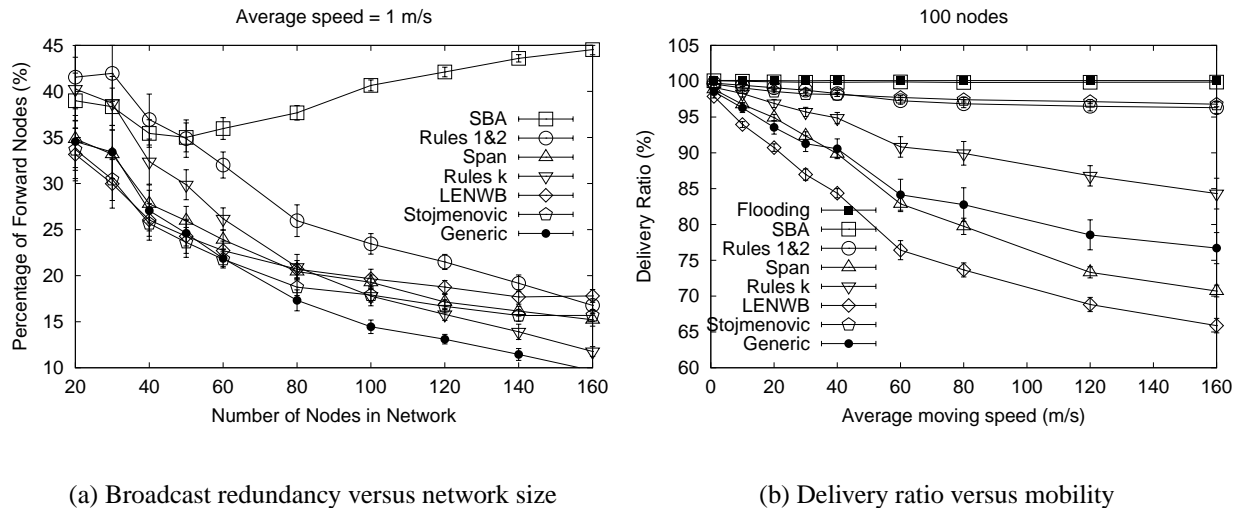 Average speed = 1 m/s
Percentage of Forward Nodes (%)
45
40
35
30
25
20
15
10
SBA
Rules 1&2
Span
Rules k
LENWB
Stojmenovic
Generic
20 40 60 80 100 120 140 160
Number of Nodes in Network
(a) Broadcast redundancy versus network size
100 nodes
Delivery Ratio (%)
105
100
95
90
85
80
75
70
65
60
Flooding
SBA
Rules 1&2
Span
Rules k
LENWB
Stojmenovic
Generic
0 20 40 60 80 100 120 140 160
Average moving speed (m/s)
(b) Delivery ratio versus mobility